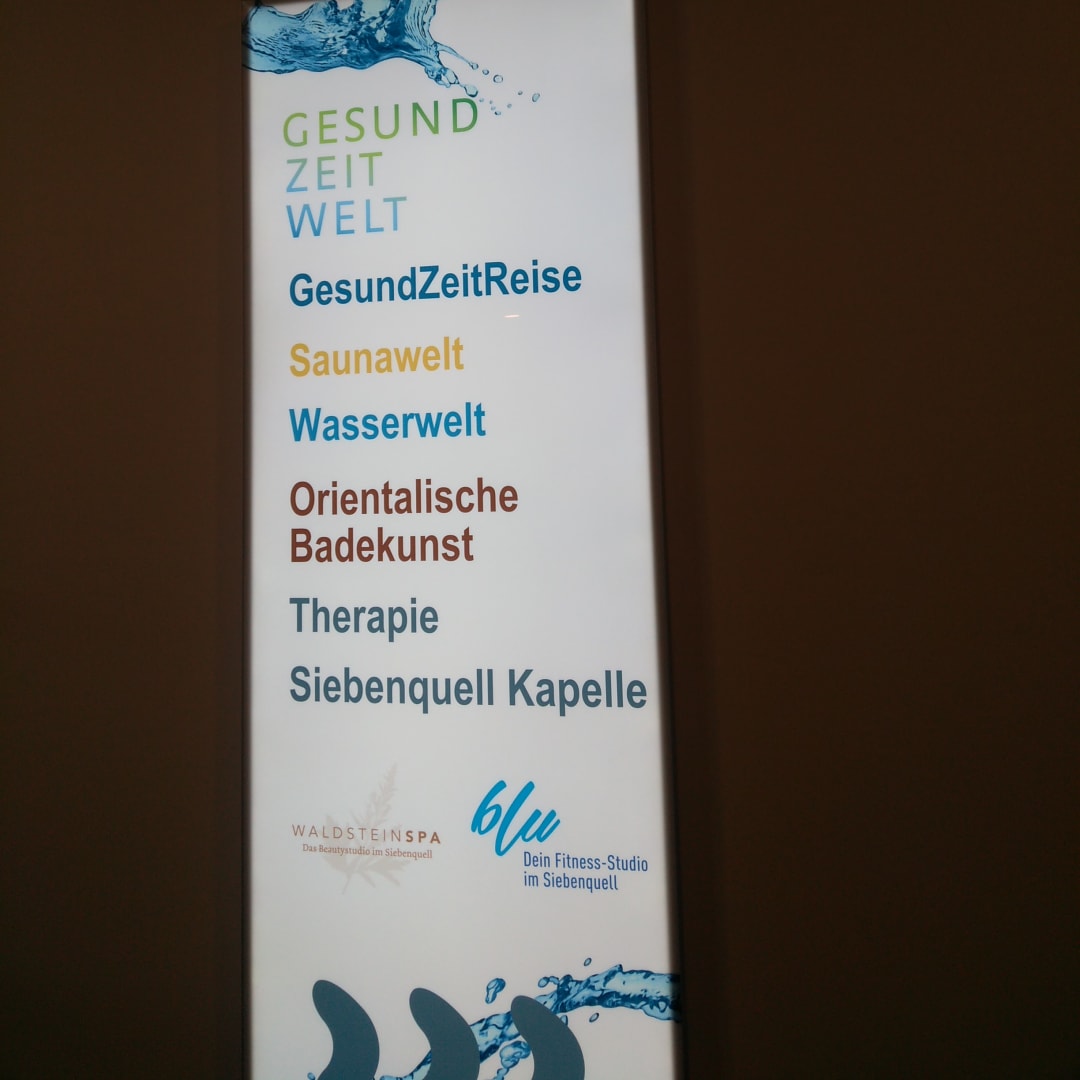 GESUND
ZEIT
WELT
GesundZeitReise
Saunawelt
Wasserwelt
Orientalische
Badekunst
Therapie
Siebenquell Kapelle
WALDSTEINSPA
Das Beautystudio im Siebenquell
blu
Dein Fitness-Studio
im Siebenquell